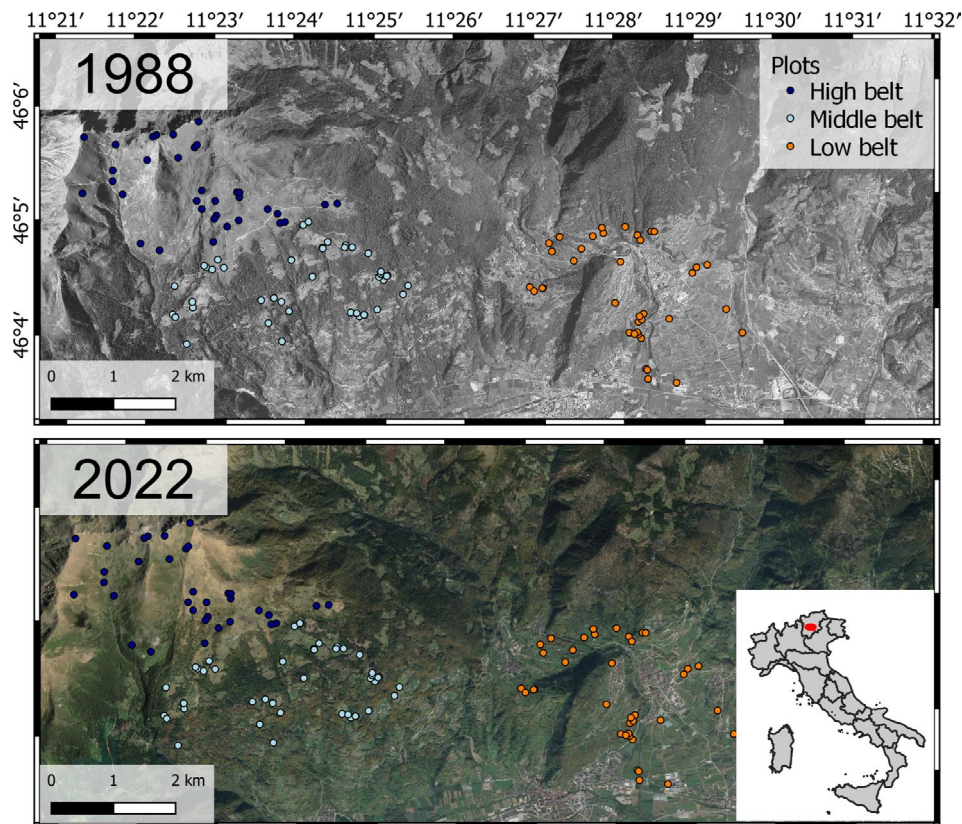 11°21′ 11°22′ 11°23′ 11°24′ 11°25′ 11°26′ 11°27′ 11°28′ 11°29′ 11°30′ 11°31′ 11°32′
1988
Plots
High belt
Middle belt
Low belt
46°6′
46°5′
46°4′
0 1 2 km
2022
0 1 2 km